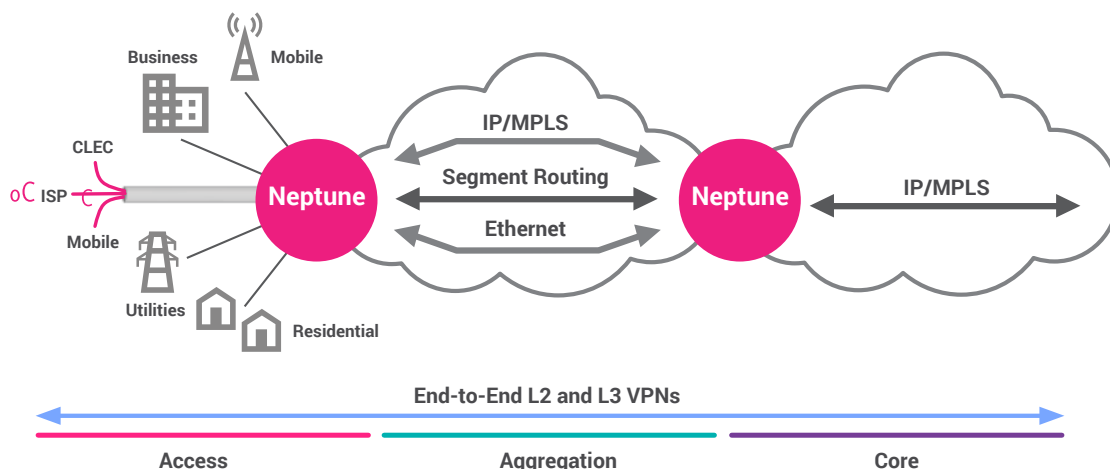 Business
Mobile
CLEC
oC ISP C
Mobile
Utilities
Residential
Neptune
IP/MPLS
Segment Routing
Ethernet
Neptune
IP/MPLS
End-to-End L2 and L3 VPNs
Access
Aggregation
Core